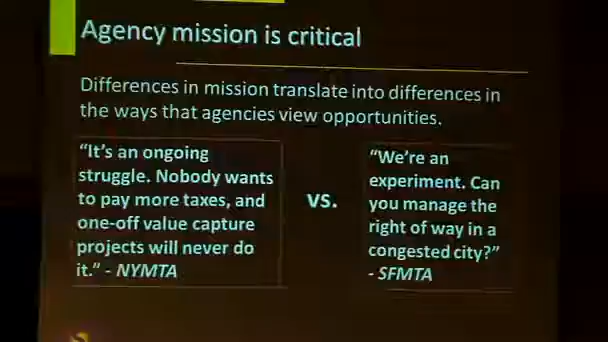 Agency mission is critical
Differences in mission translate into differences in
the ways that agencies view opportunities.
“It’s an ongoing
struggle. Nobody wants
to pay more taxes, and
one-off value capture
projects will never do
it.” - NYMTA
vs.
“We’re an
experiment. Can
you manage the
right of way in a
congested city?”
- SFMTA